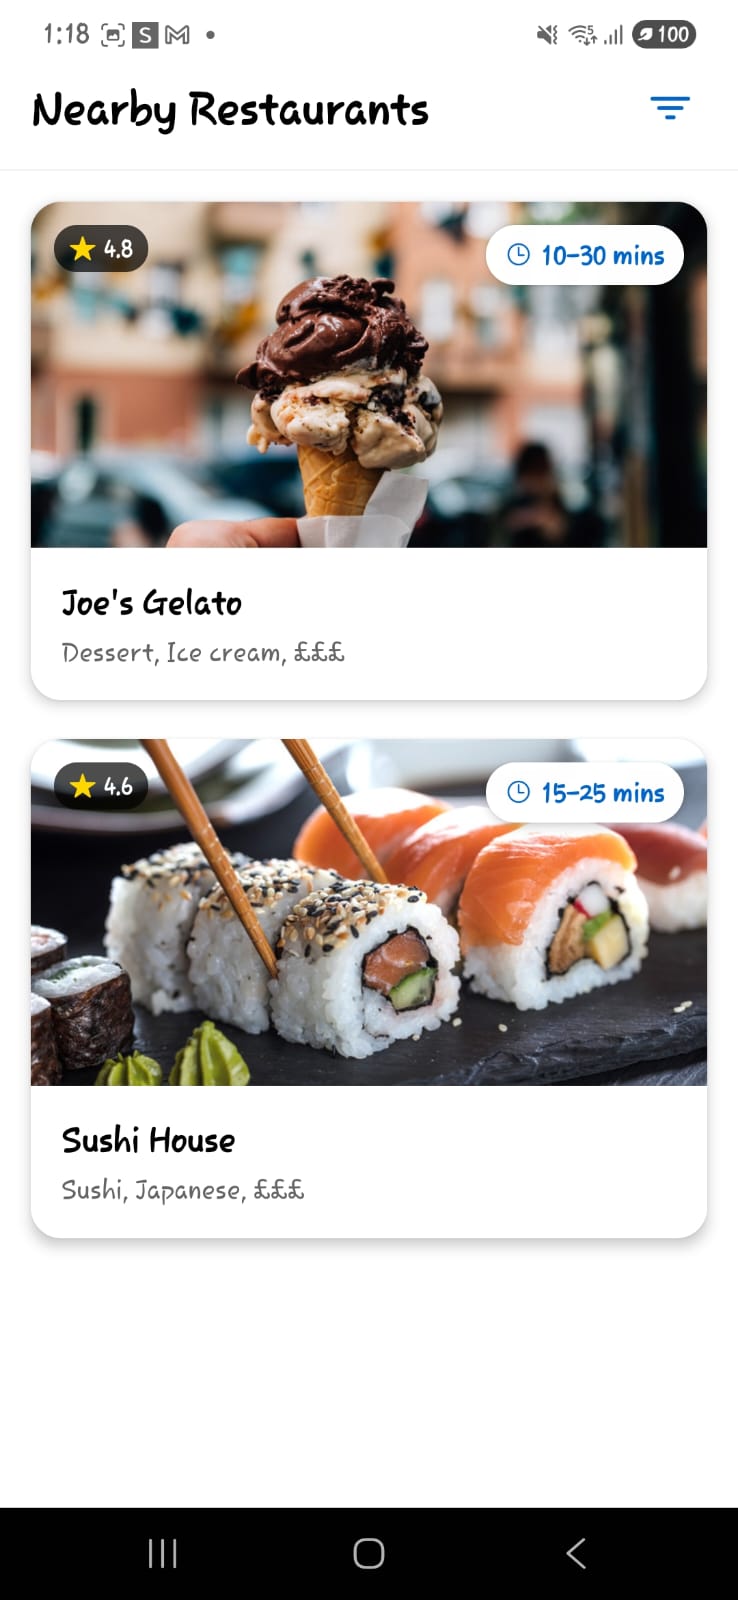 1:18 S 100
Nearby Restaurants
4.8
10-30 mins
Joe's Gelato
Dessert, Ice cream, £££
4.6
15-25 mins
Sushi House
Sushi, Japanese, £££